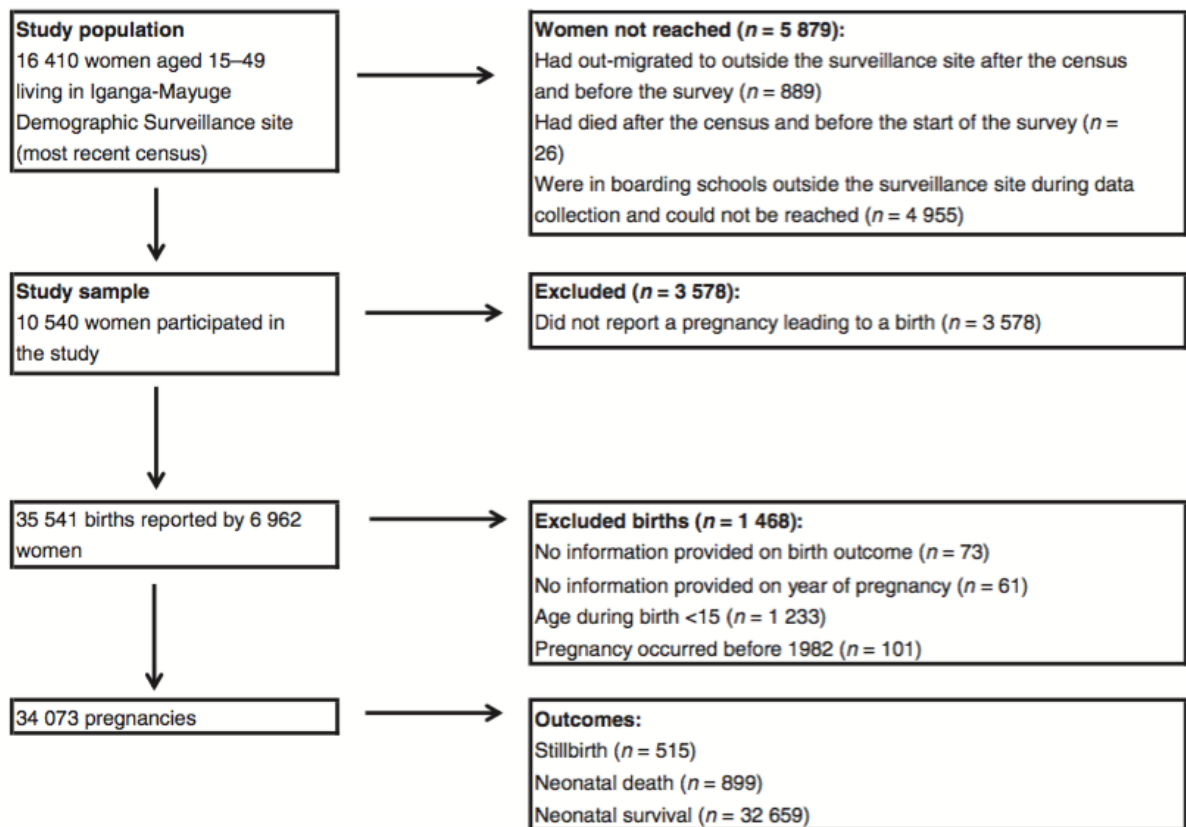 Study population
16 410 women aged 15–49
living in Iganga-Mayuge
Demographic Surveillance site
(most recent census)
Women not reached (n = 5 879):
Had out-migrated to outside the surveillance site after the census
and before the survey (n = 889)
Had died after the census and before the start of the survey (n =
26)
Were in boarding schools outside the surveillance site during data
collection and could not be reached (n = 4 955)
Study sample
10 540 women participated in
the study
Excluded (n = 3 578):
Did not report a pregnancy leading to a birth (n = 3 578)
35 541 births reported by 6 962
women
Excluded births (n = 1 468):
No information provided on birth outcome (n = 73)
No information provided on year of pregnancy (n = 61)
Age during birth <15 (n = 1 233)
Pregnancy occurred before 1982 (n = 101)
34 073 pregnancies
Outcomes:
Stillbirth (n = 515)
Neonatal death (n = 899)
Neonatal survival (n = 32 659)